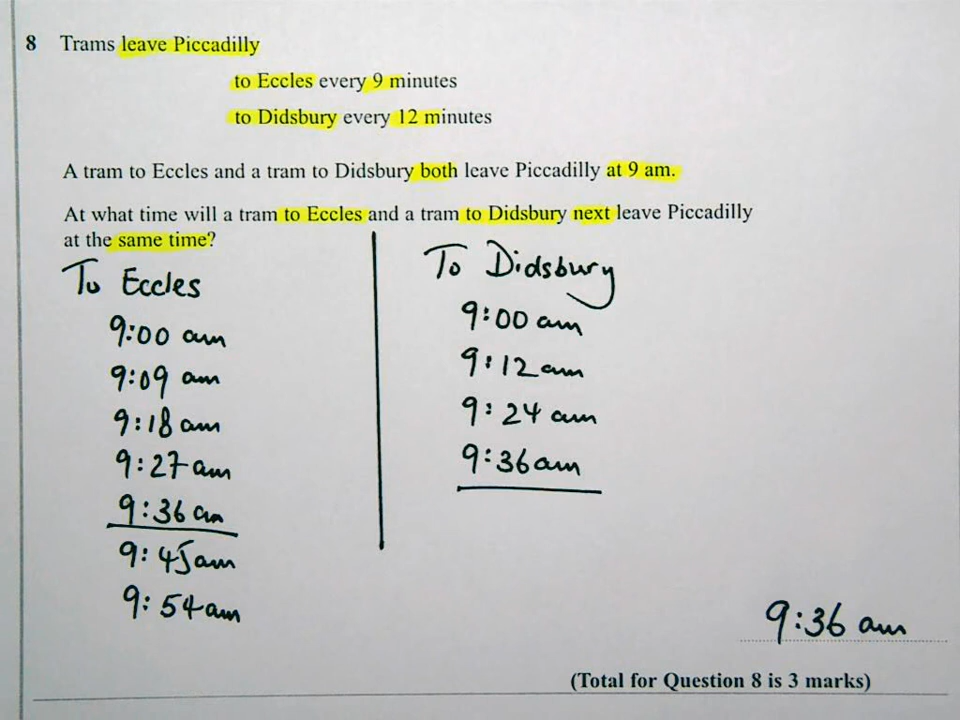 8 Trams leave Piccadilly
to Eccles every 9 minutes
to Didsbury every 12 minutes
A tram to Eccles and a tram to Didsbury both leave Piccadilly at 9 am.
At what time will a tram to Eccles and a tram to Didsbury next leave Piccadilly
at the same time?
To Eccles
9:00 am
9:09 am
9:18 am
9:27 am
9:36 am
9:45 am
9:54 am
To Didsbury
9:00 am
9:12 am
9:24 am
9:36 am
9:36 am
(Total for Question 8 is 3 marks)